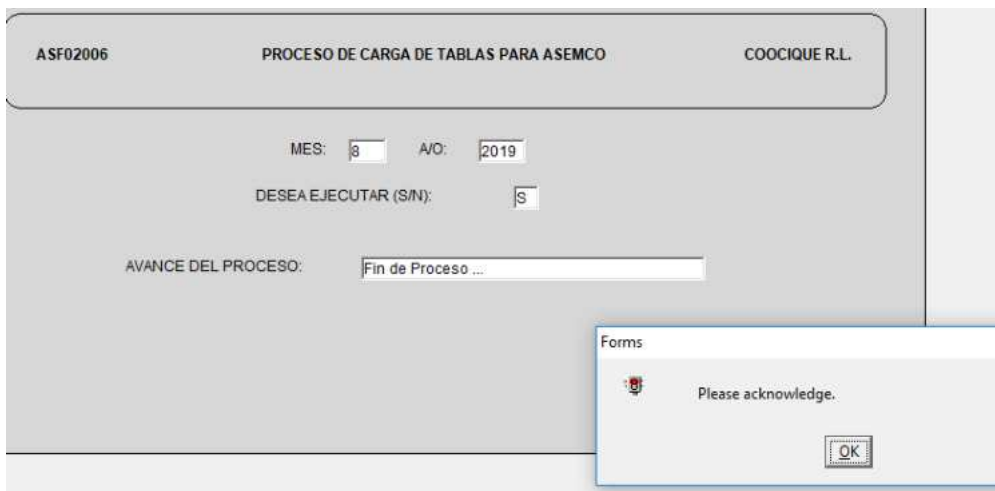 ASF02006 PROCESO DE CARGA DE TABLAS PARA ASEMCO COOCIQUE R.L.
MES: 8 A/O: 2019
DESEA EJECUTAR (S/N): S
AVANCE DEL PROCESO: Fin de Proceso ...
Forms
Please acknowledge.
OK